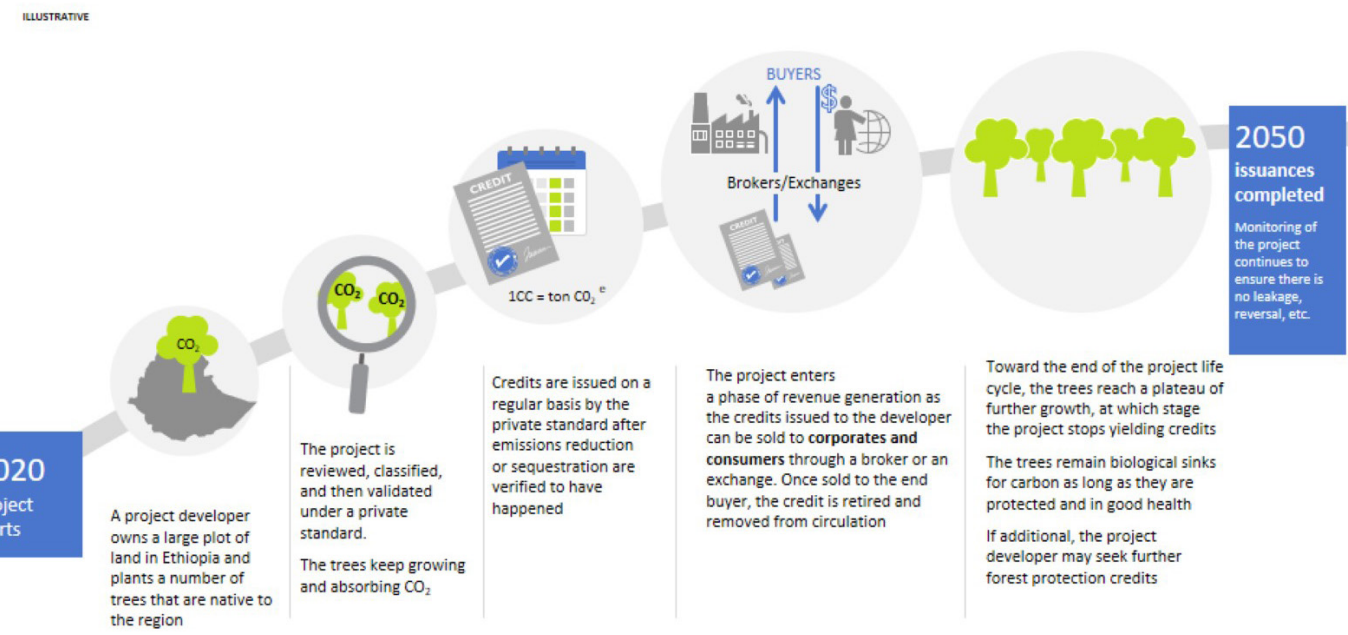 ILLUSTRATIVE
020
oject
rts
CO₂
A project developer
owns a large plot of
land in Ethiopia and
plants a number of
trees that are native to
the region
CO₂
CO₂
The project is
reviewed, classified,
and then validated
under a private
standard.
The trees keep growing
and absorbing CO₂
CREDIT
1CC = ton C0₂ ᵉ
Credits are issued on a
regular basis by the
private standard after
emissions reduction
or sequestration are
verified to have
happened
BUYERS
$
Brokers/Exchanges
CREDIT
The project enters
a phase of revenue generation as
the credits issued to the developer
can be sold to corporates and
consumers through a broker or an
exchange. Once sold to the end
buyer, the credit is retired and
removed from circulation
Toward the end of the project life
cycle, the trees reach a plateau of
further growth, at which stage
the project stops yielding credits
The trees remain biological sinks
for carbon as long as they are
protected and in good health
If additional, the project
developer may seek further
forest protection credits
2050
issuances
completed
Monitoring of
the project
continues to
ensure there is
no leakage,
reversal, etc.